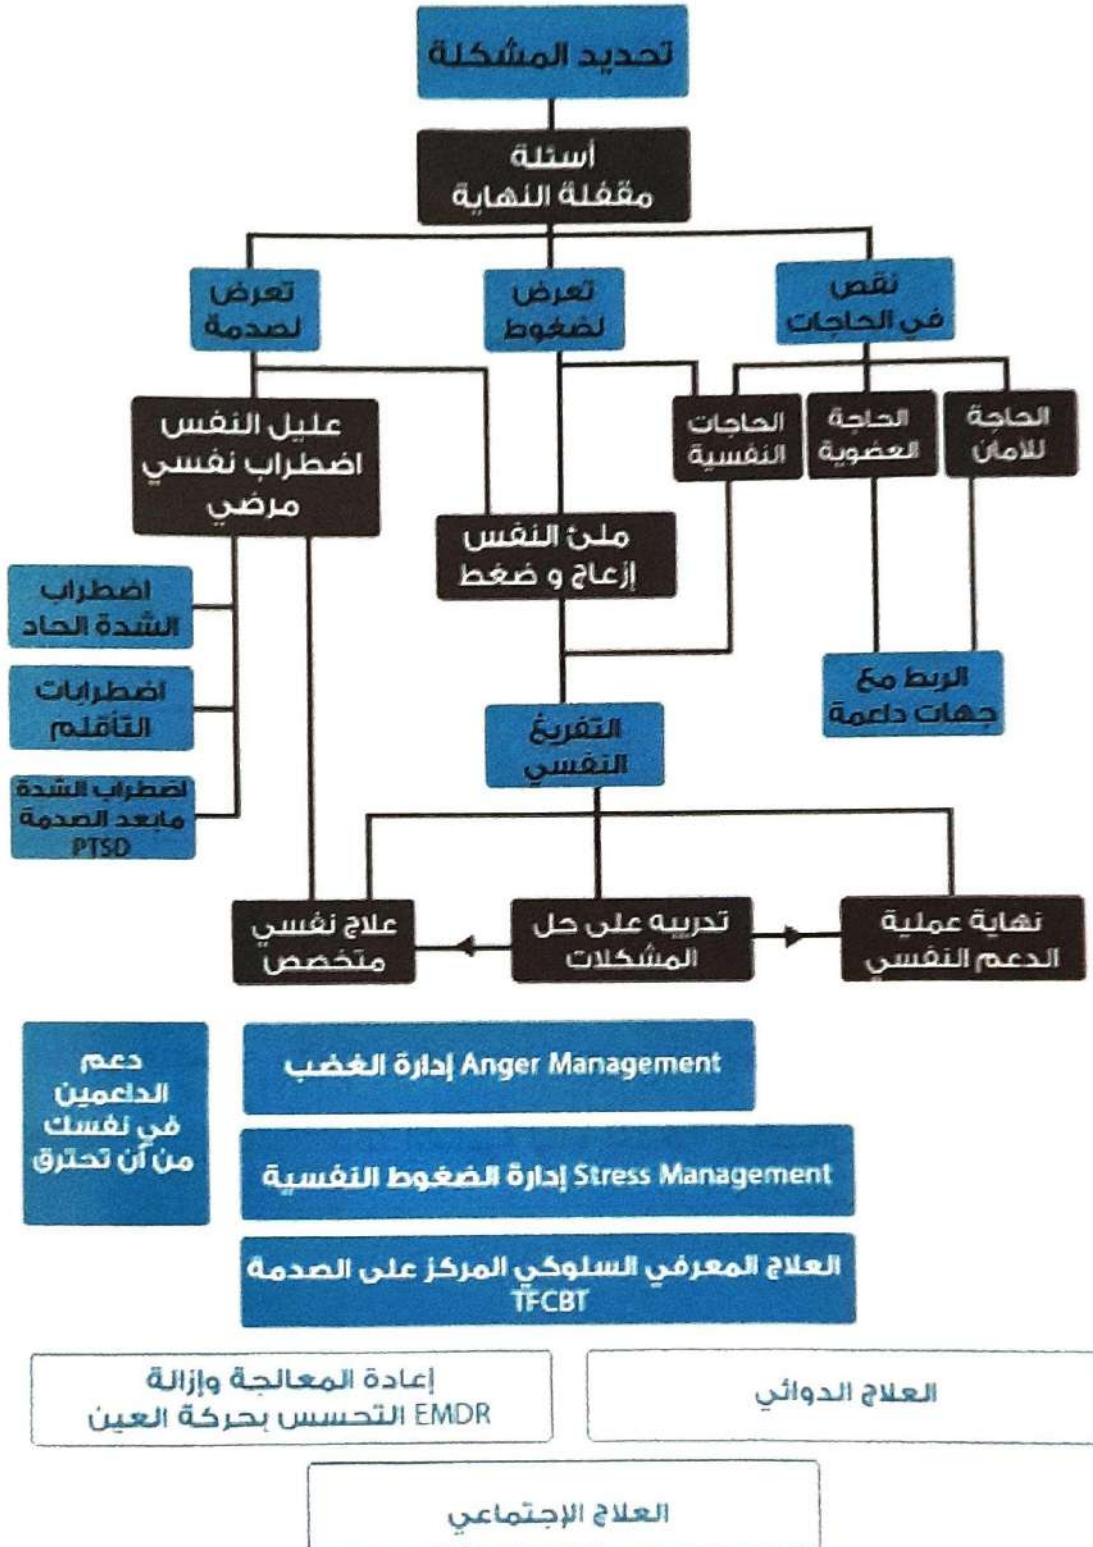 تحديد المشكلة
أسئلة
مقفلة النهاية
نقص
في الحاجات
تعرض
لضغوط
تعرض
لصدمة
الحاجة
للأمان
الحاجة
العضوية
الحاجات
النفسية
عليل النفس
اضطراب نفسي
مرضي
ملئ النفس
إزعاج و ضغط
اضطراب
الشدة الحاد
اضطرابات
التأقلم
اضطراب الشدة
مابعد الصدمة
PTSD
الربط مع
جهات داعمة
التفريغ
النفسي
نهاية عملية
الدعم النفسي
تدريبه على حل
المشكلات
علاج نفسي
متخصص
دعم
الداعمين
في نفسك
من أن تحترق
إدارة الغضب Anger Management
إدارة الضغوط النفسية Stress Management
العلاج المعرفي السلوكي المركز على الصدمة
TFCBT
العلاج الدوائي
إعادة المعالجة وإزالة
التحسس بحركة العين EMDR
العلاج الإجتماعي